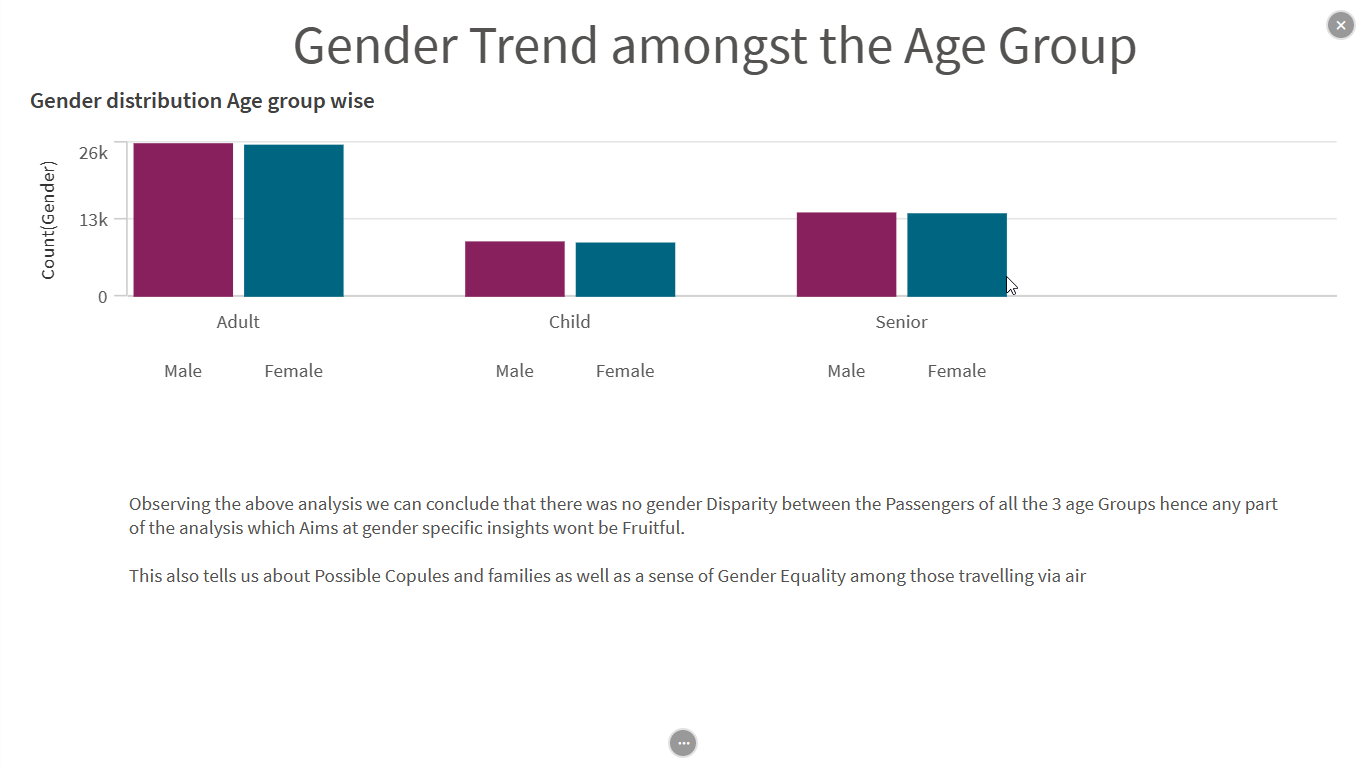 Gender Trend amongst the Age Group
Gender distribution Age group wise
Count(Gender)
26k
13k
0
Adult
Child
Senior
Male
Female
Male
Female
Male
Female
Observing the above analysis we can conclude that there was no gender Disparity between the Passengers of all the 3 age Groups hence any part
of the analysis which Aims at gender specific insights wont be Fruitful.
This also tells us about Possible Copules and families as well as a sense of Gender Equality among those travelling via air